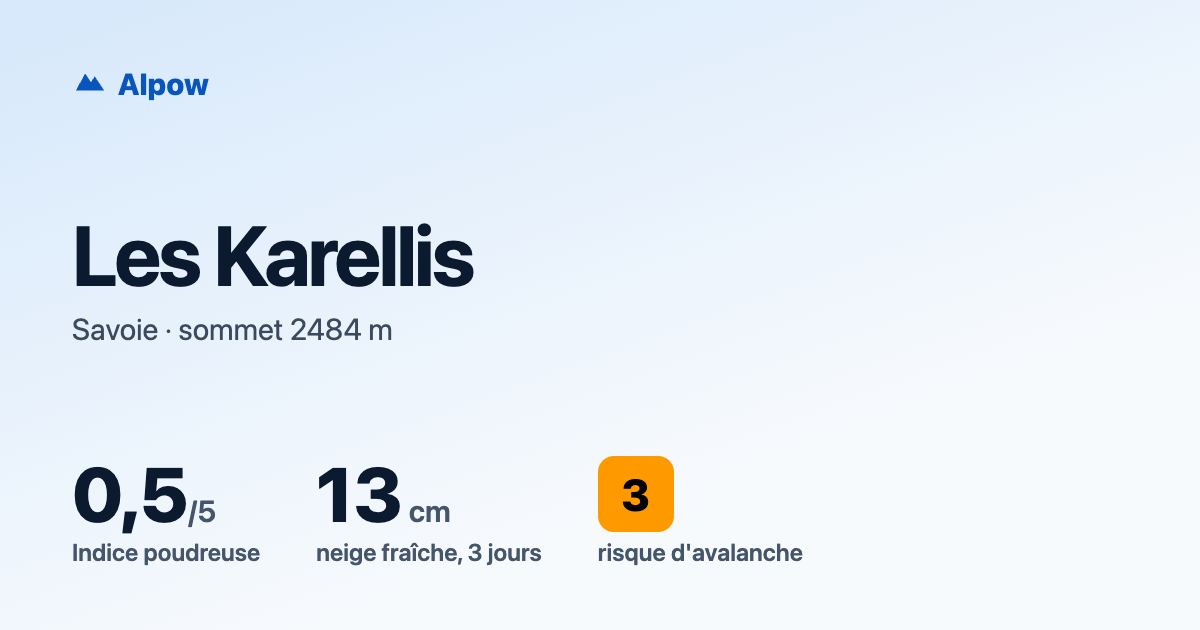 Alpow
Les Karellis
Savoie · sommet 2484 m
0,5/5
Indice poudreuse
13 cm
neige fraîche, 3 jours
3
risque d'avalanche